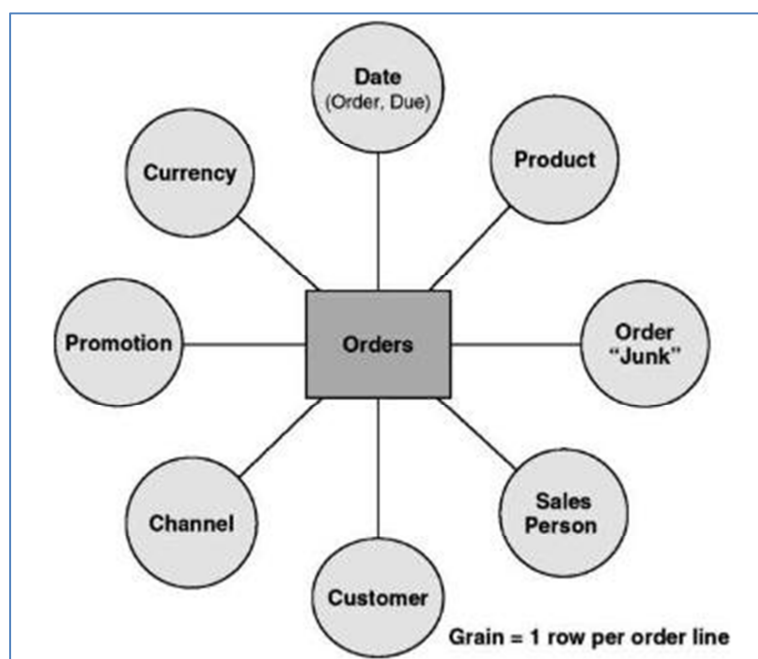 Date
(Order, Due)
Product
Currency
Order
“Junk”
Promotion
Orders
Sales
Person
Channel
Customer
Grain = 1 row per order line